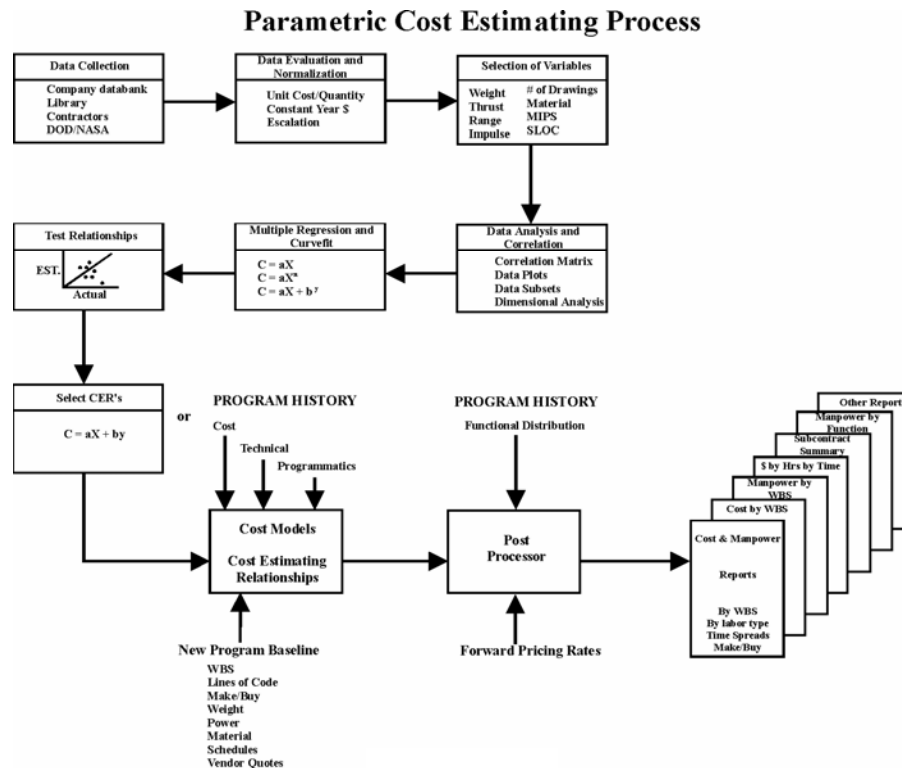 Parametric Cost Estimating Process
Data Collection
Company databank
Library
Contractors
DOD/NASA
Data Evaluation and
Normalization
Unit Cost/Quantity
Constant Year $
Escalation
Selection of Variables
Weight
Thrust
Range
Impulse
# of Drawings
Material
MIPS
SLOC
Test Relationships
EST.
Actual
Multiple Regression and
Curvefit
C = aX
C = aXⁿ
C = aX + bʸ
Data Analysis and
Correlation
Correlation Matrix
Data Plots
Data Subsets
Dimensional Analysis
Select CER's
C = aX + by
or
PROGRAM HISTORY
Cost
Technical
Programmatics
Cost Models
Cost Estimating
Relationships
New Program Baseline
WBS
Lines of Code
Make/Buy
Weight
Power
Material
Schedules
Vendor Quotes
PROGRAM HISTORY
Functional Distribution
Post
Processor
Forward Pricing Rates
Other Report
Manpower by
Function
Subcontract
Summary
$ by Hrs by Time
Manpower by
WBS
Cost by WBS
Cost & Manpower
Reports
By WBS
By labor type
Time Spreads
Make/Buy